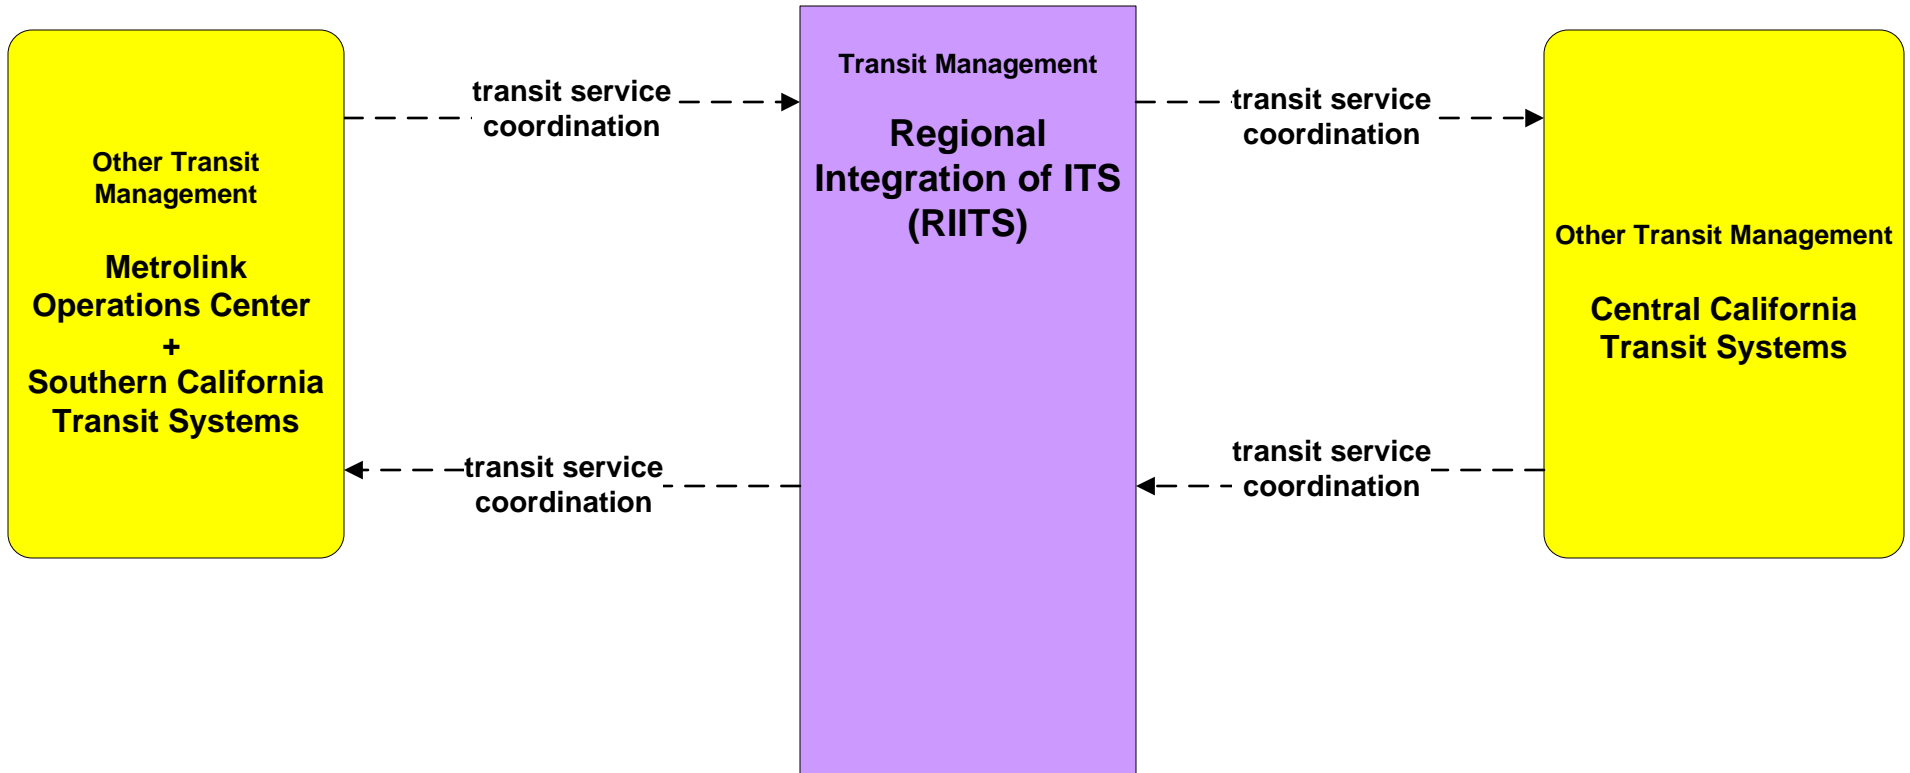 Other Transit
Management
Metrolink
Operations Center
+
Southern California
Transit Systems
transit service
coordination
transit service
coordination
Transit Management
Regional
Integration of ITS
(RIITS)
transit service
coordination
transit service
coordination
Other Transit Management
Central California
Transit Systems